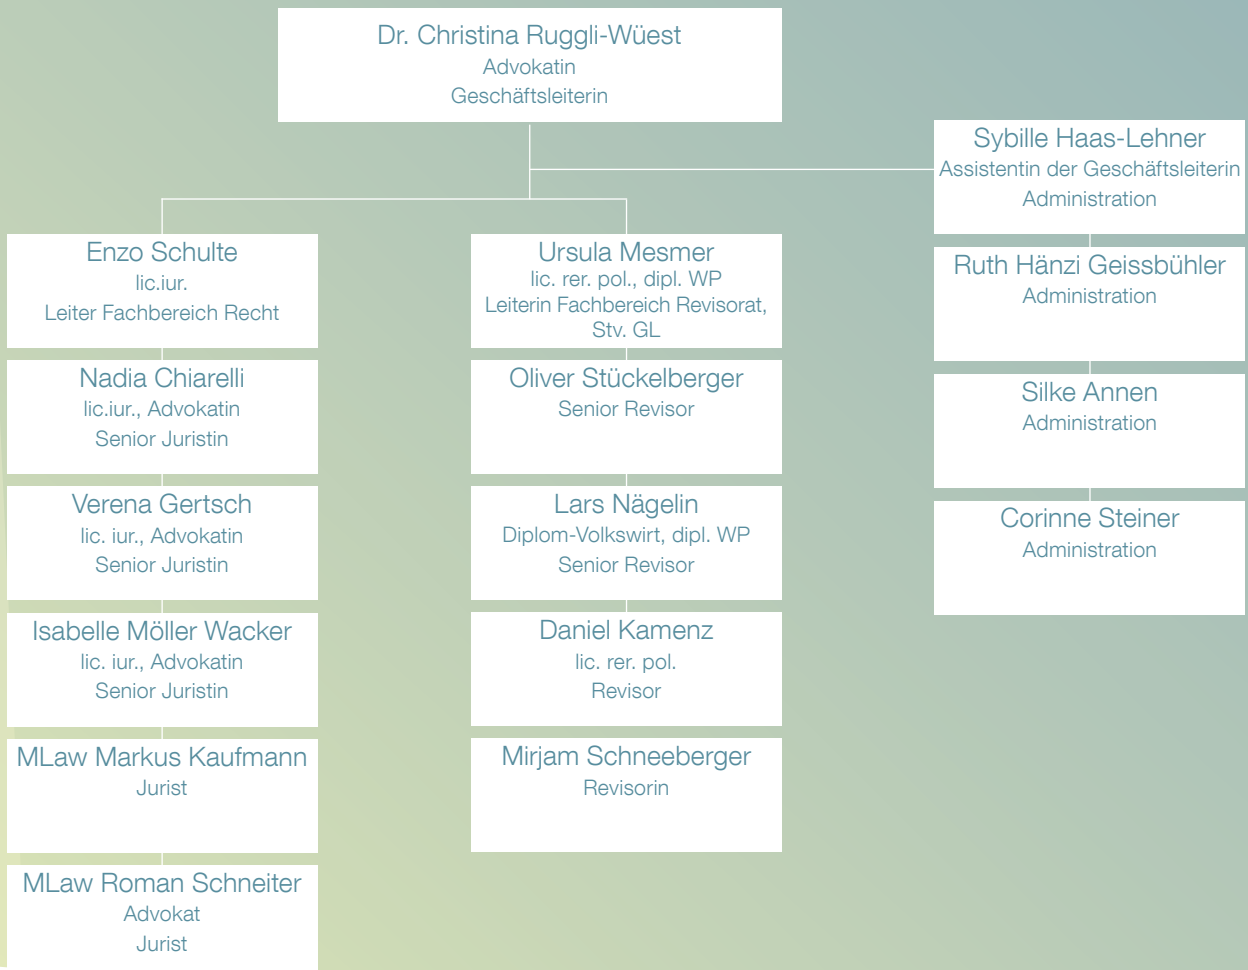 Dr. Christina Ruggli-Wüest
Advokatin
Geschäftsleiterin
Sybille Haas-Lehner
Assistentin der Geschäftsleiterin
Administration
Ruth Hänzi Geissbühler
Administration
Silke Annen
Administration
Corinne Steiner
Administration
Enzo Schulte
lic.iur.
Leiter Fachbereich Recht
Nadia Chiarelli
lic.iur., Advokatin
Senior Juristin
Verena Gertsch
lic. iur., Advokatin
Senior Juristin
Isabelle Möller Wacker
lic. iur., Advokatin
Senior Juristin
MLaw Markus Kaufmann
Jurist
MLaw Roman Schneiter
Advokat
Jurist
Ursula Mesmer
lic. rer. pol., dipl. WP
Leiterin Fachbereich Revisorat,
Stv. GL
Oliver Stückelberger
Senior Revisor
Lars Nägelin
Diplom-Volkswirt, dipl. WP
Senior Revisor
Daniel Kamenz
lic. rer. pol.
Revisor
Mirjam Schneeberger
Revisorin